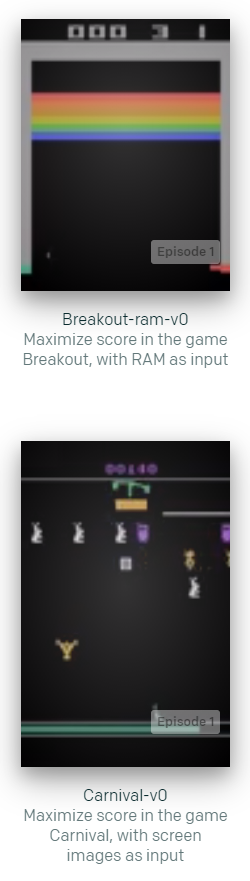 000 3 1
Episode 1
Breakout-ram-v0
Maximize score in the game
Breakout, with RAM as input
00140
Episode 1
Carnival-v0
Maximize score in the game
Carnival, with screen
images as input